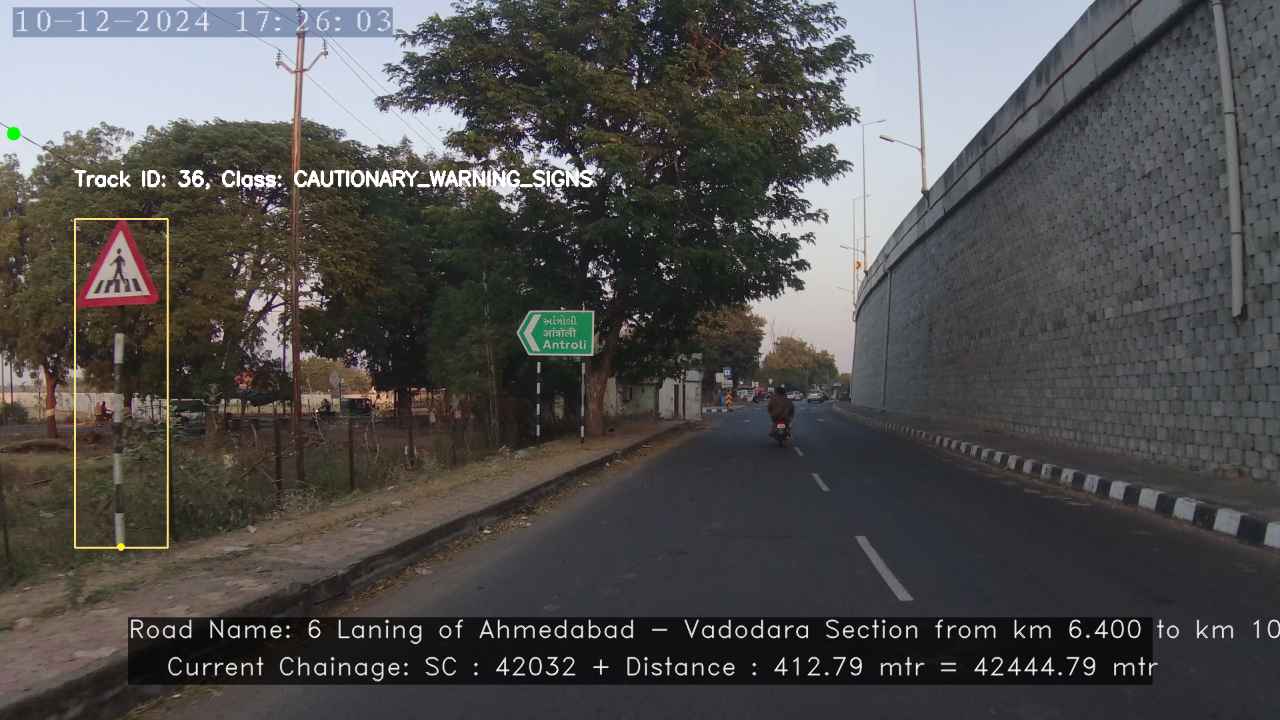 10-12-2024 17:26:03
Track ID: 36, Class: CAUTIONARY_WARNING_SIGNS
આંત્રોલી
आंत्रोली
Antroli
Road Name: 6 Laning of Ahmedabad - Vadodara Section from km 6.400 to km 10
Current Chainage: SC : 42032 + Distance : 412.79 mtr = 42444.79 mtr